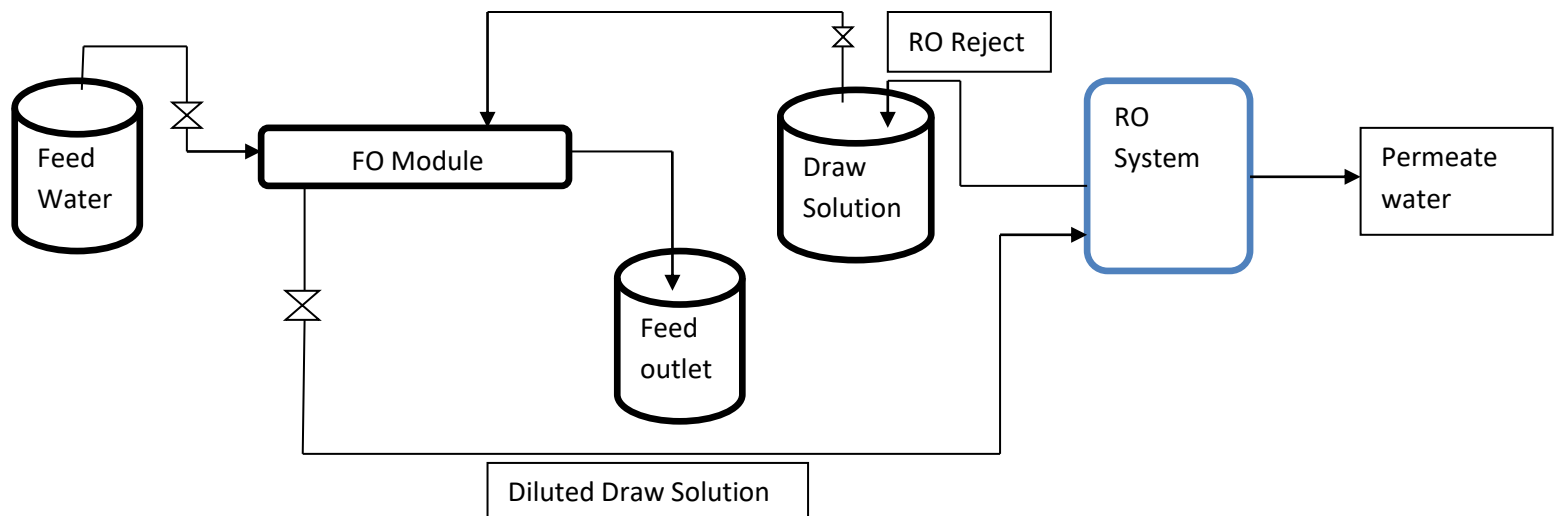 RO Reject
Feed
Water
FO Module
Draw
Solution
RO
System
Permeate
water
Feed
outlet
Diluted Draw Solution